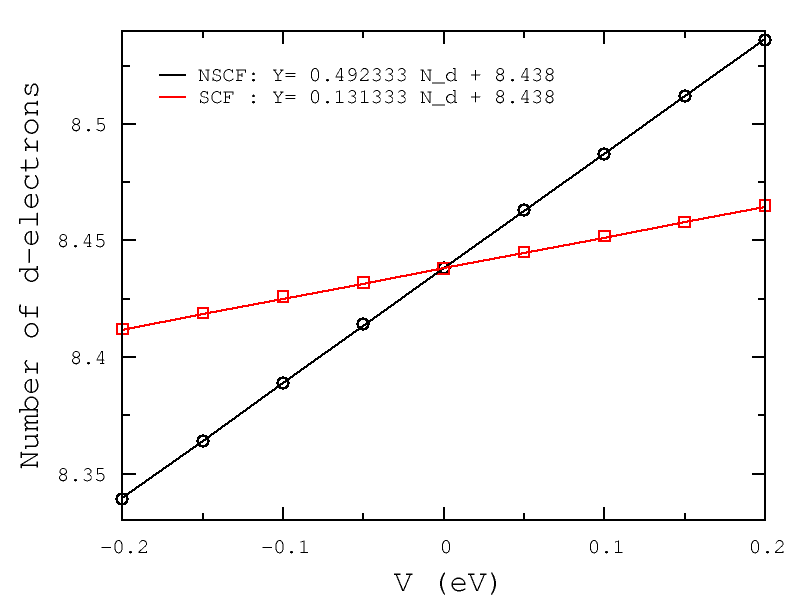 NSCF: Y= 0.492333 N_d + 8.438
SCF : Y= 0.131333 N_d + 8.438
Number of d-electrons
8.5
8.45
8.4
8.35
-0.2
-0.1
0
0.1
0.2
V (eV)